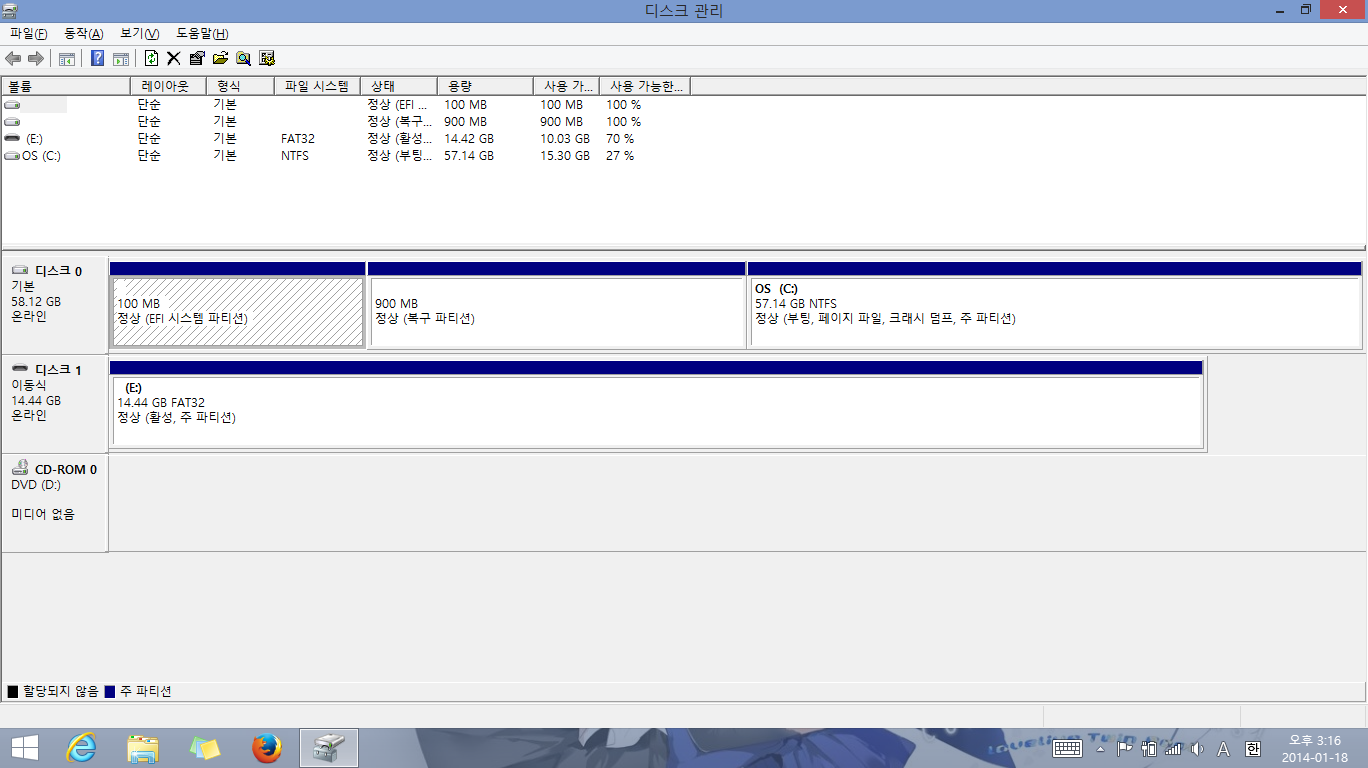 디스크 관리
파일(F) 동작(A) 보기(V) 도움말(H)
볼륨 레이아웃 형식 파일 시스템 상태 용량 사용 가... 사용 가능한...
단순 기본 정상 (EFI ... 100 MB 100 MB 100 %
단순 기본 정상 (복구... 900 MB 900 MB 100 %
(E:) 단순 기본 FAT32 정상 (활성... 14.42 GB 10.03 GB 70 %
OS (C:) 단순 기본 NTFS 정상 (부팅... 57.14 GB 15.30 GB 27 %
디스크 0
기본
58.12 GB
온라인
100 MB
정상 (EFI 시스템 파티션)
900 MB
정상 (복구 파티션)
OS (C:)
57.14 GB NTFS
정상 (부팅, 페이지 파일, 크래시 덤프, 주 파티션)
디스크 1
이동식
14.44 GB
온라인
(E:)
14.44 GB FAT32
정상 (활성, 주 파티션)
CD-ROM 0
DVD (D:)
미디어 없음
할당되지 않음 주 파티션
A 한
오후 3:16
2014-01-18